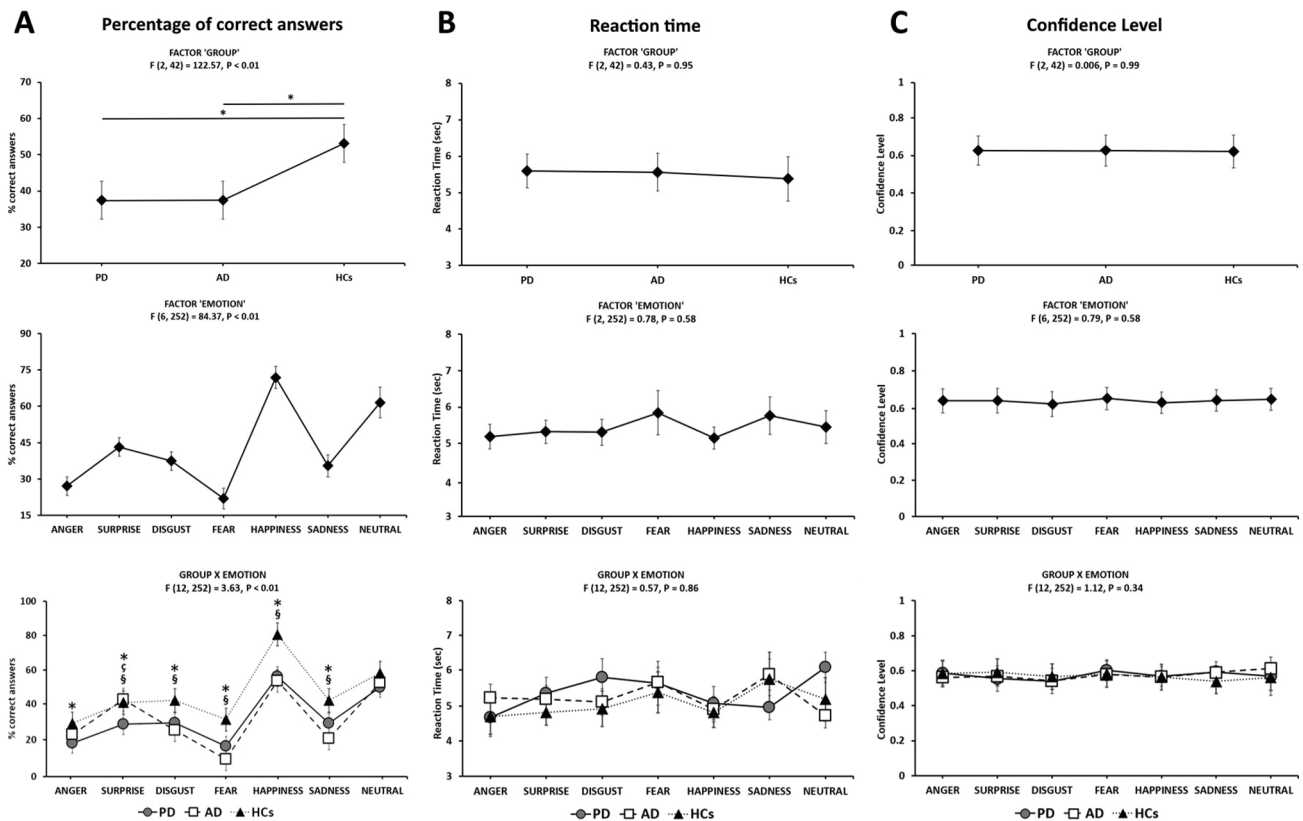 A Percentage of correct answers
FACTOR 'GROUP'
F (2, 42) = 122.57, P < 0.01
% correct answers
70
60
50
40
30
20
*
*
PD AD HCs
FACTOR 'EMOTION'
F (6, 252) = 84.37, P < 0.01
% correct answers
90
75
60
45
30
15
ANGER SURPRISE DISGUST FEAR HAPPINESS SADNESS NEUTRAL
GROUP X EMOTION
F (12, 252) = 3.63, P < 0.01
% correct answers
100
80
60
40
20
0
*
* ç §
* §
* §
* §
* §
ANGER SURPRISE DISGUST FEAR HAPPINESS SADNESS NEUTRAL
PD AD HCs
B Reaction time
FACTOR 'GROUP'
F (2, 42) = 0.43, P = 0.95
Reaction Time (sec)
8
7
6
5
4
3
PD AD HCs
FACTOR 'EMOTION'
F (2, 252) = 0.78, P = 0.58
Reaction Time (sec)
8
7
6
5
4
3
ANGER SURPRISE DISGUST FEAR HAPPINESS SADNESS NEUTRAL
GROUP X EMOTION
F (12, 252) = 0.57, P = 0.86
Reaction Time (sec)
8
7
6
5
4
3
ANGER SURPRISE DISGUST FEAR HAPPINESS SADNESS NEUTRAL
PD AD HCs
C Confidence Level
FACTOR 'GROUP'
F (2, 42) = 0.006, P = 0.99
Confidence Level
1
0.8
0.6
0.4
0.2
0
PD AD HCs
FACTOR 'EMOTION'
F (6, 252) = 0.79, P = 0.58
Confidence Level
1
0.8
0.6
0.4
0.2
0
ANGER SURPRISE DISGUST FEAR HAPPINESS SADNESS NEUTRAL
GROUP X EMOTION
F (12, 252) = 1.12, P = 0.34
Confidence Level
1
0.8
0.6
0.4
0.2
0
ANGER SURPRISE DISGUST FEAR HAPPINESS SADNESS NEUTRAL
PD AD HCs